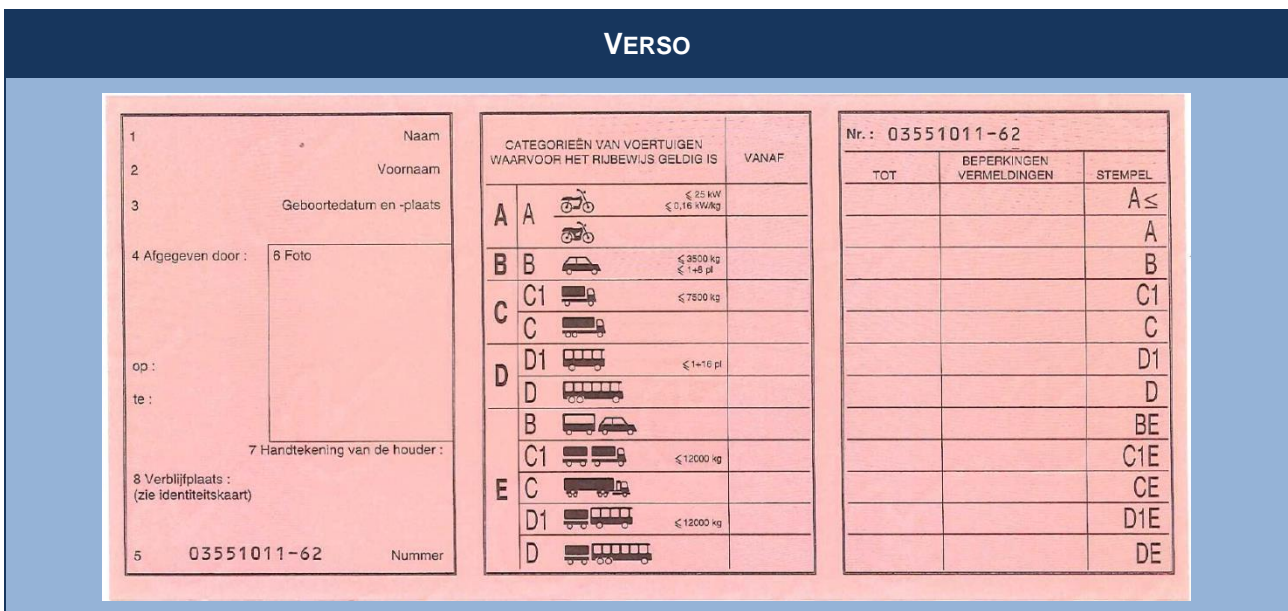 VERSO
1 Naam
2 Voornaam
3 Geboortedatum en -plaats
4 Afgegeven door :
6 Foto
op :
te :
7 Handtekening van de houder :
8 Verblijfplaats :
(zie identiteitskaart)
5 03551011-62 Nummer
CATEGORIEËN VAN VOERTUIGEN
WAARVOOR HET RIJBEWIJS GELDIG IS
VANAF
A A ⩽ 25 kW
⩽ 0,16 kW/kg
B B ⩽ 3500 kg
⩽ 1+8 pl
C C1 ⩽ 7500 kg
C
D D1 ⩽ 1+16 pl
D
E B
C1 ⩽ 12000 kg
C
D1 ⩽ 12000 kg
D
Nr. : 03551011-62
TOT
BEPERKINGEN
VERMELDINGEN
STEMPEL
A≤
A
B
C1
C
D1
D
BE
C1E
CE
D1E
DE